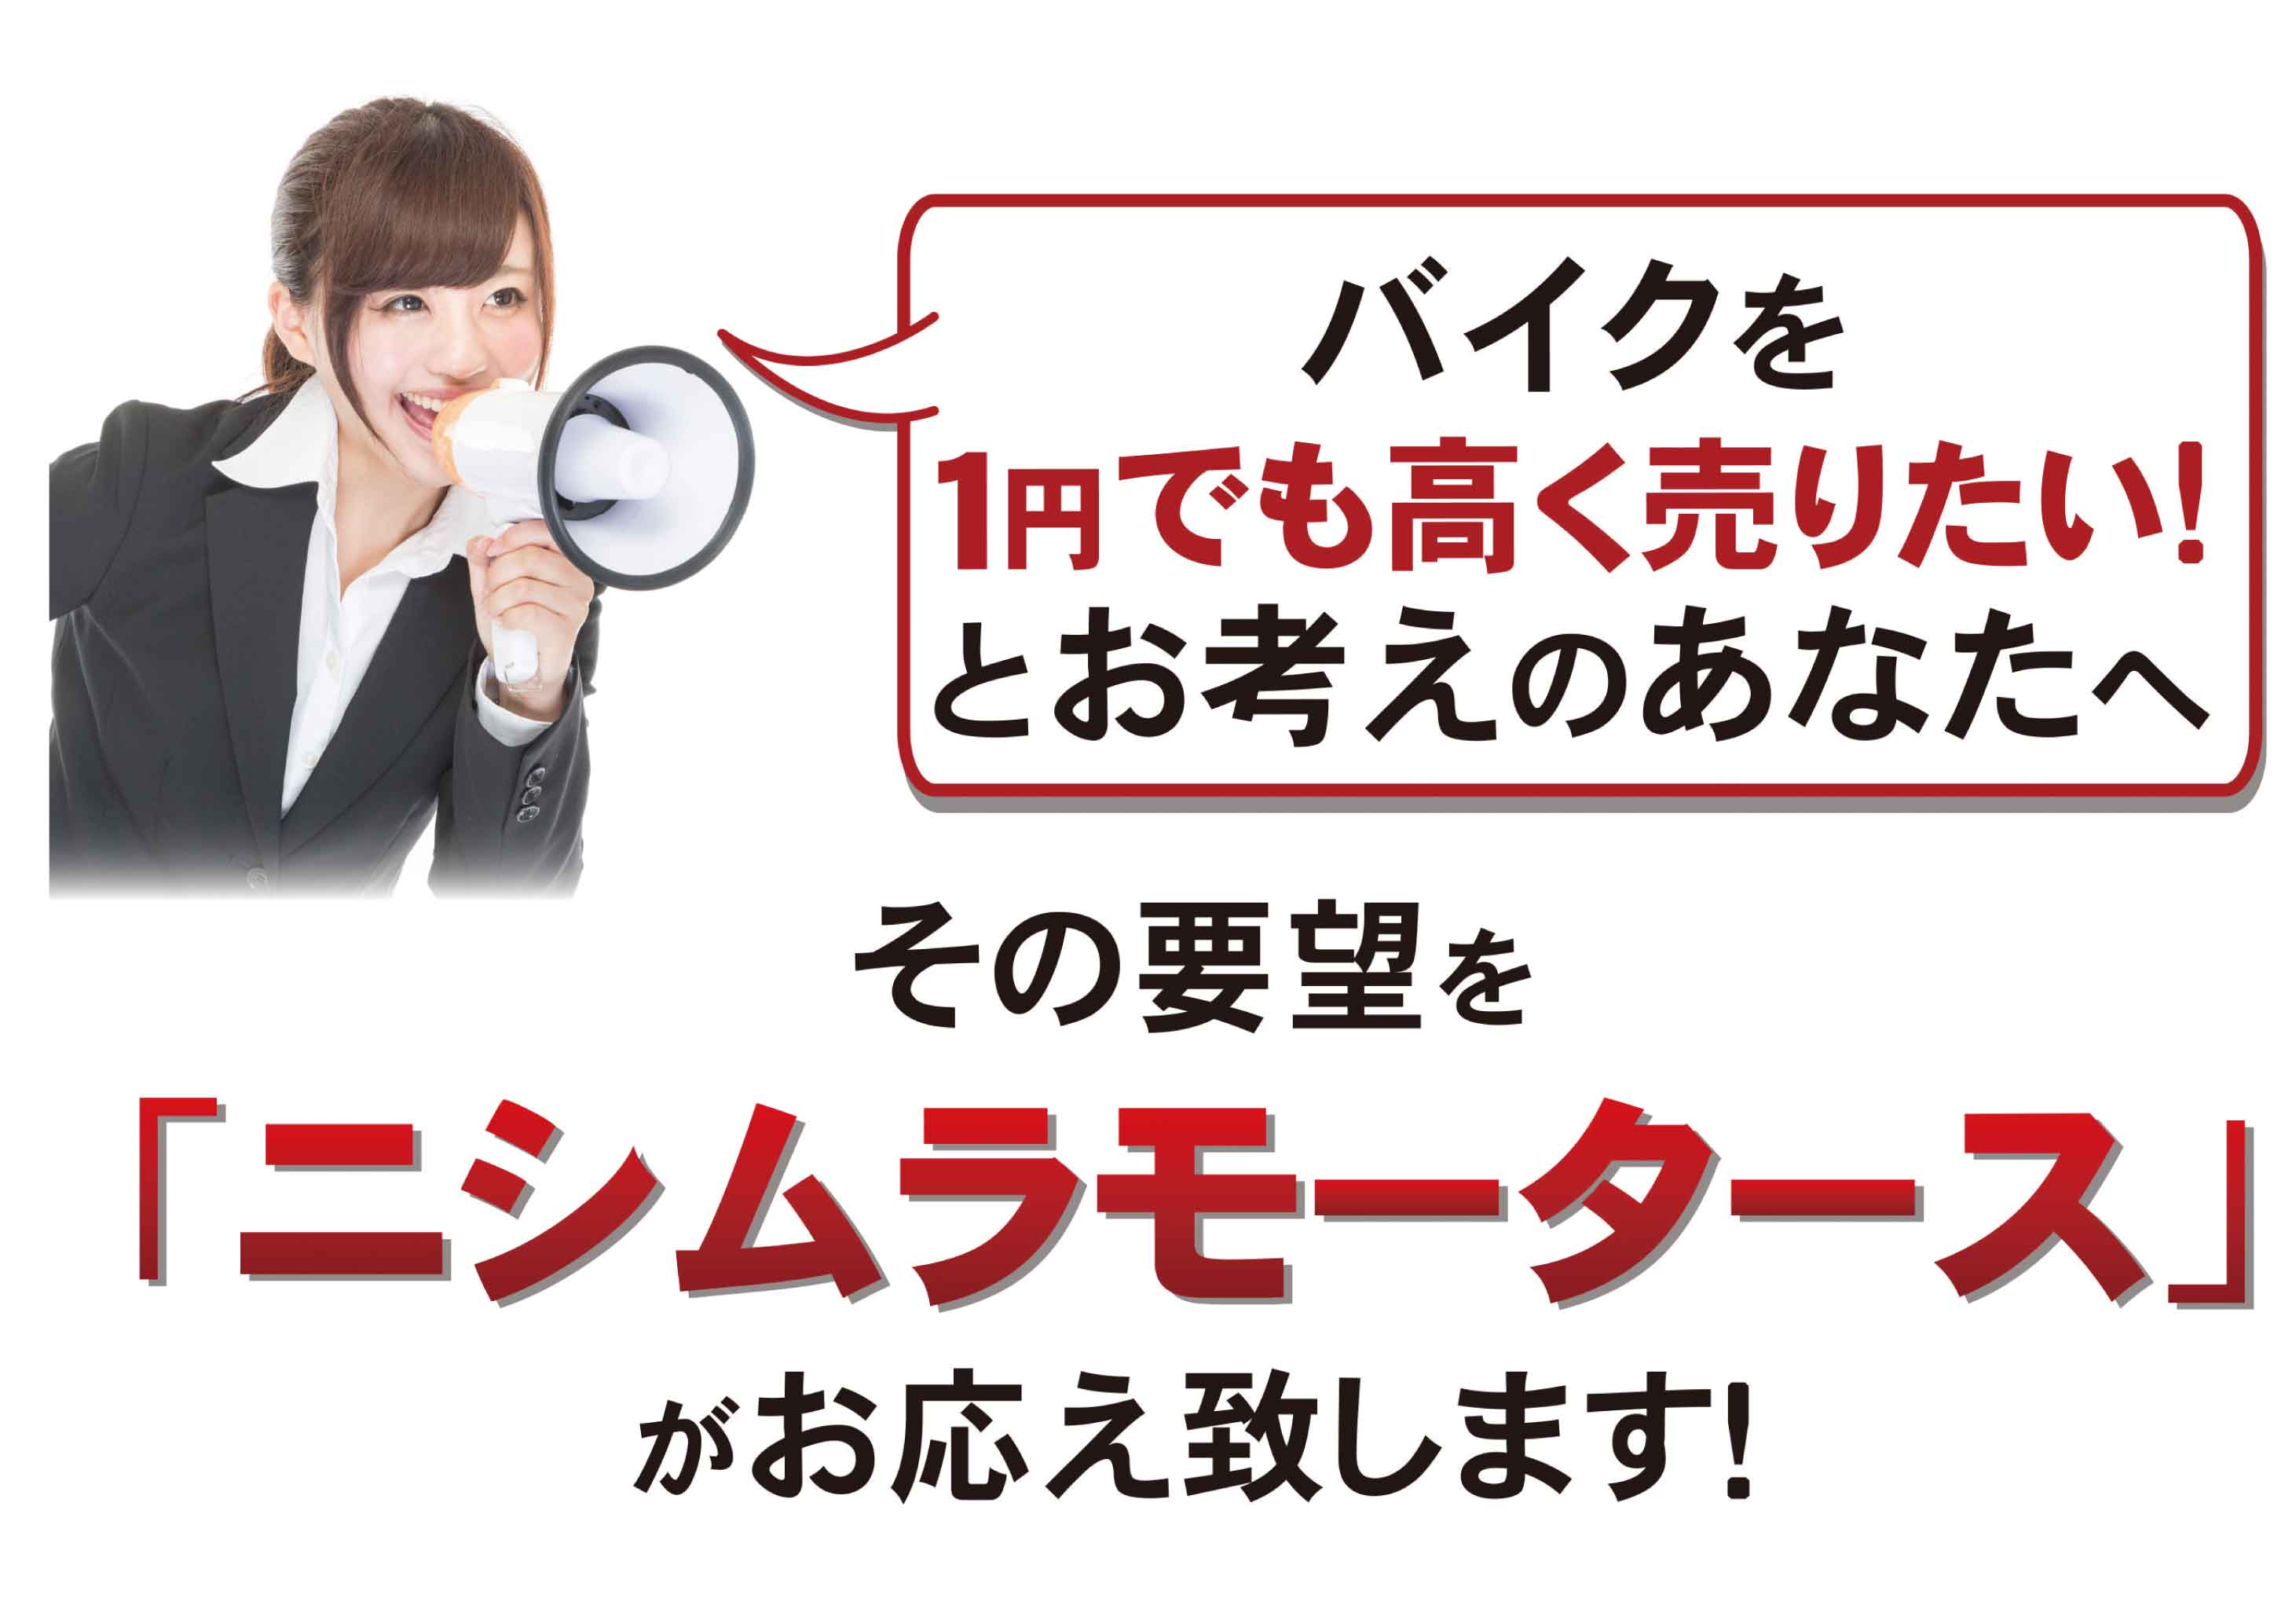 バイクを
1円でも高く売りたい!
とお考えのあなたへ
その要望を
「ニシムラモータース」
がお応え致します!